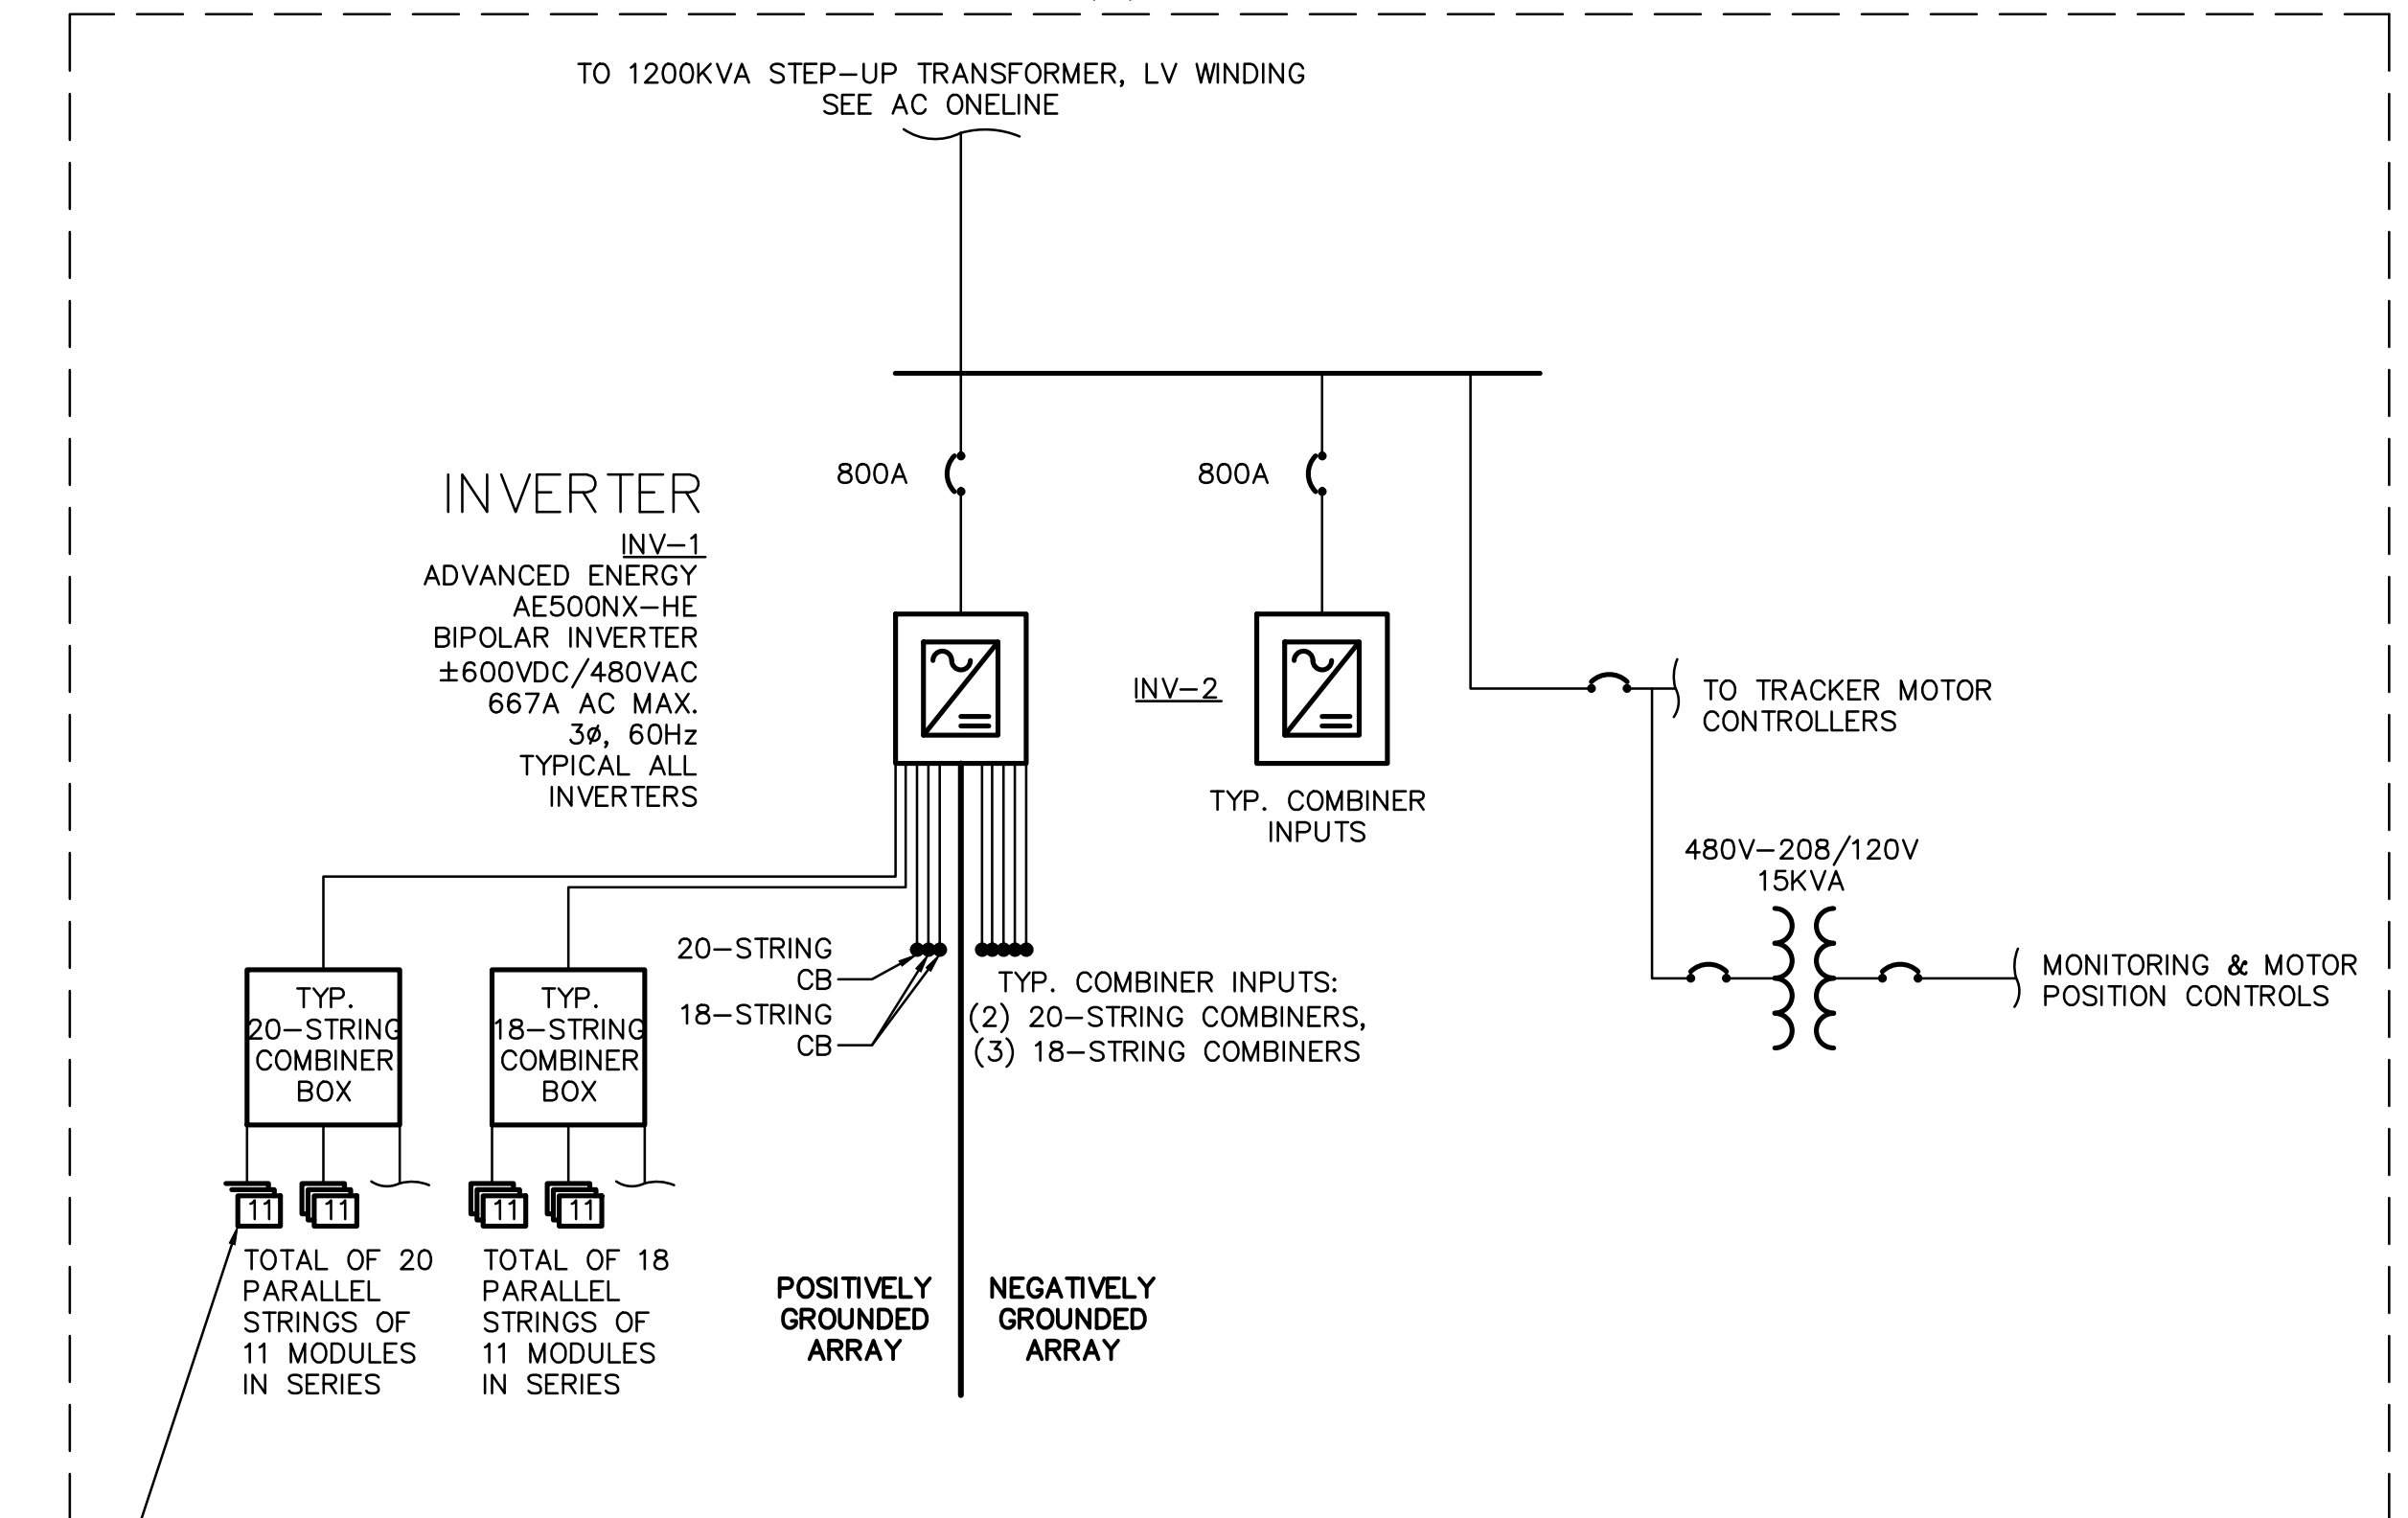 TO 1200KVA STEP-UP TRANSFORMER, LV WINDING
SEE AC ONELINE
800A
800A
INVERTER
INV-1
ADVANCED ENERGY
AE500NX-HE
BIPOLAR INVERTER
±600VDC/480VAC
667A AC MAX.
3ø, 60Hz
TYPICAL ALL
INVERTERS
INV-2
TYP. COMBINER
INPUTS
TO TRACKER MOTOR
CONTROLLERS
480V-208/120V
15KVA
MONITORING & MOTOR
POSITION CONTROLS
20-STRING
CB
18-STRING
CB
TYP. COMBINER INPUTS:
(2) 20-STRING COMBINERS,
(3) 18-STRING COMBINERS
TYP.
20-STRING
COMBINER
BOX
TYP.
18-STRING
COMBINER
BOX
11
11
11
11
TOTAL OF 20
PARALLEL
STRINGS OF
11 MODULES
IN SERIES
TOTAL OF 18
PARALLEL
STRINGS OF
11 MODULES
IN SERIES
POSITIVELY
GROUNDED
ARRAY
NEGATIVELY
GROUNDED
ARRAY